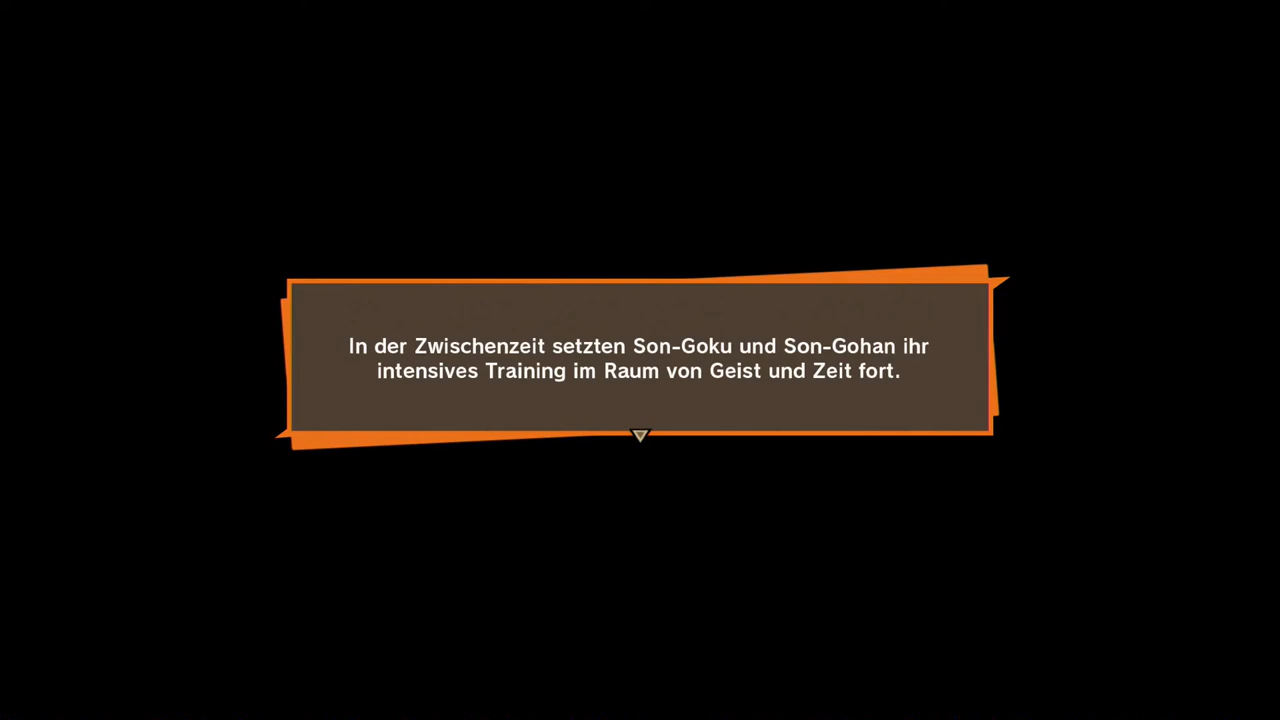 In der Zwischenzeit setzten Son-Goku und Son-Gohan ihr
intensives Training im Raum von Geist und Zeit fort.